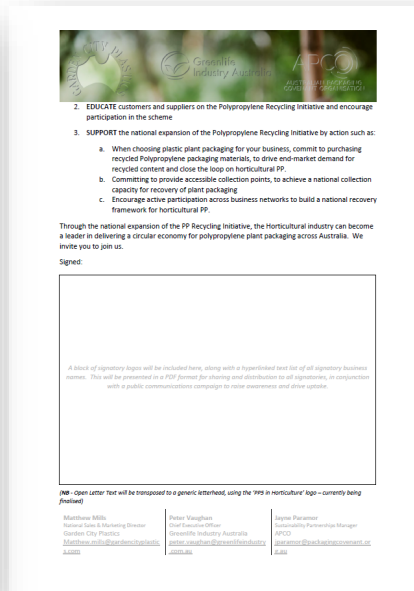 GARDEN CITY PLASTICS
Greenlife
Industry Australia
APCO
AUSTRALIAN PACKAGING
COVENANT ORGANISATION
2. EDUCATE customers and suppliers on the Polypropylene Recycling Initiative and encourage
participation in the scheme
3. SUPPORT the national expansion of the Polypropylene Recycling Initiative by action such as:
a. When choosing plastic plant packaging for your business, commit to purchasing
recycled Polypropylene packaging materials, to drive end-market demand for
recycled content and close the loop on horticultural PP.
b. Committing to provide accessible collection points, to achieve a national collection
capacity for recovery of plant packaging
c. Encourage active participation across business networks to build a national recovery
framework for horticultural PP.
Through the national expansion of the PP Recycling Initiative, the Horticultural industry can become
a leader in delivering a circular economy for polypropylene plant packaging across Australia. We
invite you to join us.
Signed:
A block of signatory logos will be included here, along with a hyperlinked text list of all signatory business
names. This will be presented in a PDF format for sharing and distribution to all signatories, in conjunction
with a public communications campaign to raise awareness and drive uptake.
(NB - Open Letter Text will be transposed to a generic letterhead, using the 'PP5 in Horticulture' logo – currently being
finalised)
Matthew Mills
National Sales & Marketing Director
Garden City Plastics
Matthew.mills@gardencityplastic
s.com
Peter Vaughan
Chief Executive Officer
Greenlife Industry Australia
peter.vaughan@greenlifeindustry
.com.au
Jayne Paramor
Sustainability Partnerships Manager
APCO
jparamor@packagingcovenant.or
g.au